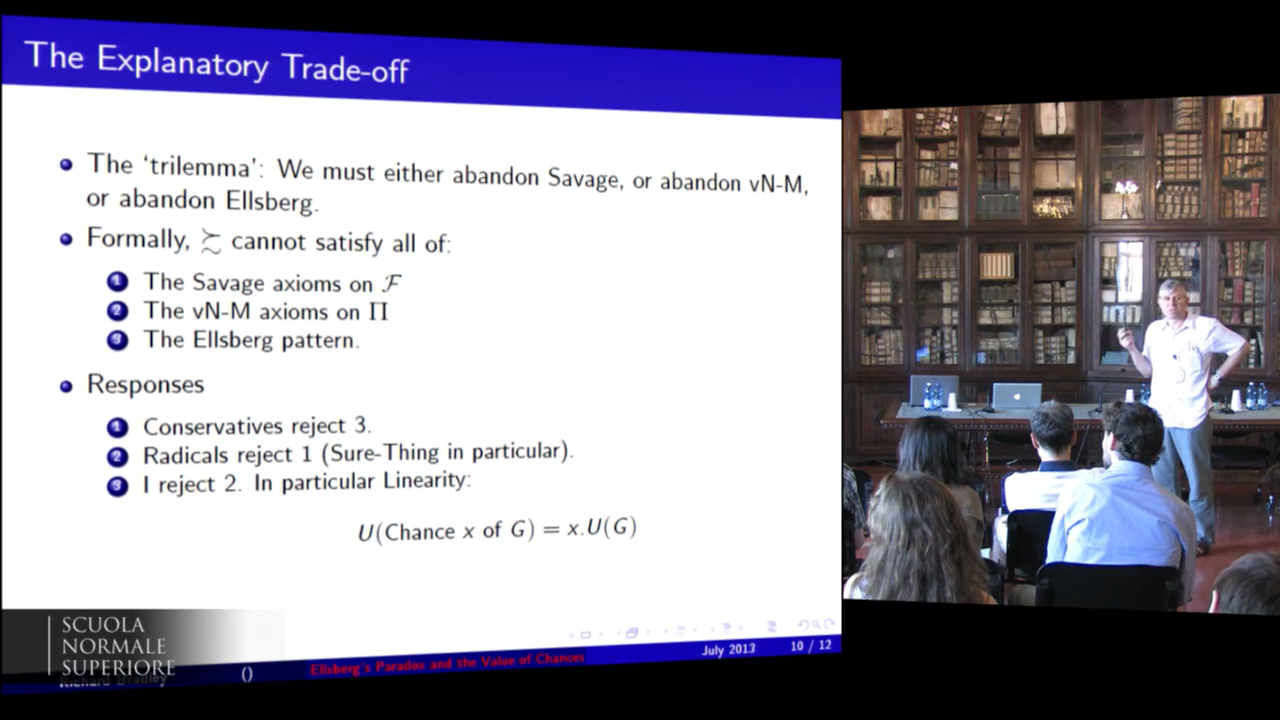 The Explanatory Trade-off
The 'trilemma': We must either abandon Savage, or abandon vN-M,
or abandon Ellsberg.
Formally, ≿ cannot satisfy all of:
1 The Savage axioms on ℱ
2 The vN-M axioms on Π
3 The Ellsberg pattern.
Responses
1 Conservatives reject 3.
2 Radicals reject 1 (Sure-Thing in particular).
3 I reject 2. In particular Linearity:
U(Chance x of G) = x.U(G)
SCUOLA
NORMALE
SUPERIORE
Richard Bradley () Ellsberg's Paradox and the Value of Chances July 2013 10 / 12